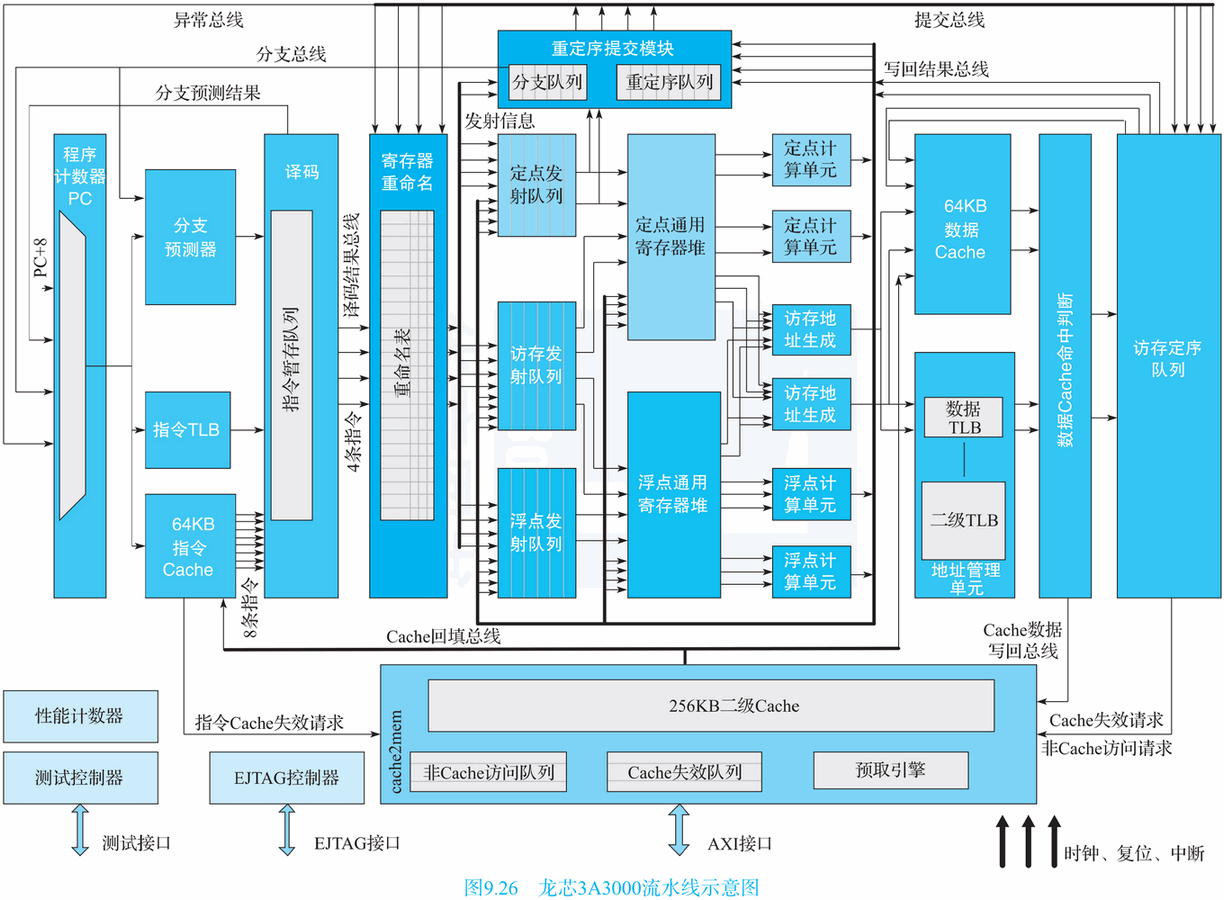 异常总线
提交总线
分支总线
重定序提交模块
分支队列
重定序队列
写回结果总线
分支预测结果
发射信息
程序
计数器
PC
PC+8
分支
预测器
指令TLB
64KB
指令
Cache
8条指令
译码
指令暂存队列
译码结果总线
4条指令
寄存器
重命名
重命名表
定点发
射队列
访存发
射队列
浮点发
射队列
定点通用
寄存器堆
浮点通用
寄存器堆
定点计
算单元
定点计
算单元
访存地
址生成
访存地
址生成
浮点计
算单元
浮点计
算单元
64KB
数据
Cache
数据
TLB
二级TLB
地址管理
单元
数据Cache命中判断
访存定序
队列
Cache回填总线
Cache数据
写回总线
指令Cache失效请求
Cache失效请求
非Cache访问请求
cache2mem
256KB二级Cache
非Cache访问队列
Cache失效队列
预取引擎
性能计数器
测试控制器
EJTAG控制器
测试接口
EJTAG接口
AXI接口
时钟、复位、中断
图9.26 龙芯3A3000流水线示意图